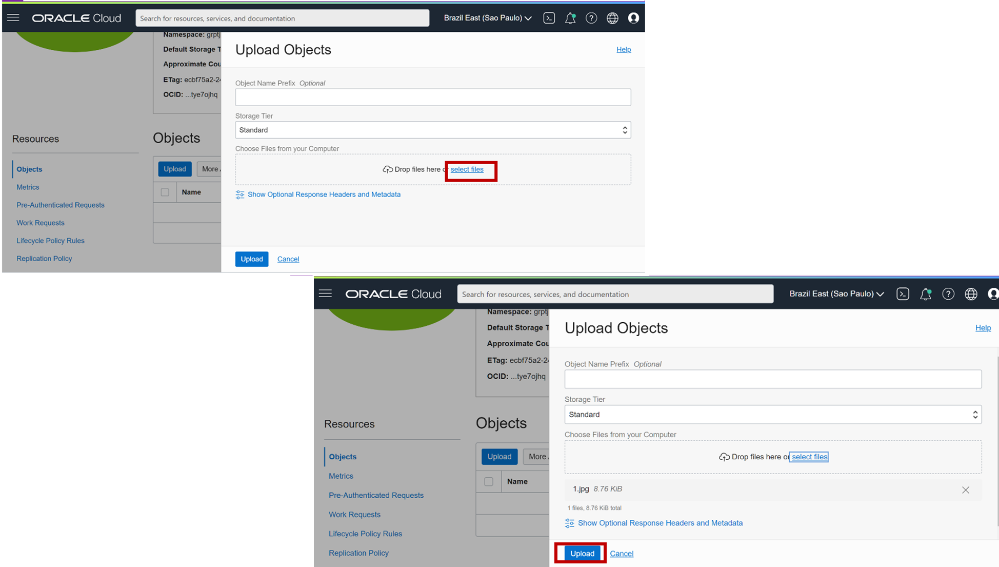 ORACLE Cloud
Search for resources, services, and documentation
Brazil East (Sao Paulo)
Namespace: grptj
Default Storage T
Approximate Cou
ETag: ecbf75a2-24
OCID: ...tye7ojhq
Resources
Objects
Metrics
Pre-Authenticated Requests
Work Requests
Lifecycle Policy Rules
Replication Policy
Objects
Upload More
Name
Upload Objects
Help
Object Name Prefix Optional
Storage Tier
Standard
Choose Files from your Computer
Drop files here or select files
Show Optional Response Headers and Metadata
Upload Cancel
ORACLE Cloud
Search for resources, services, and documentation
Brazil East (Sao Paulo)
Namespace: grptj
Default Storage T
Approximate Cou
ETag: ecbf75a2-24
OCID: ...tye7ojhq
Resources
Objects
Metrics
Pre-Authenticated Requests
Work Requests
Lifecycle Policy Rules
Replication Policy
Objects
Upload More
Name
Upload Objects
Help
Object Name Prefix Optional
Storage Tier
Standard
Choose Files from your Computer
Drop files here or select files
1.jpg 8.76 KiB
1 files, 8.76 KiB total
Show Optional Response Headers and Metadata
Upload Cancel